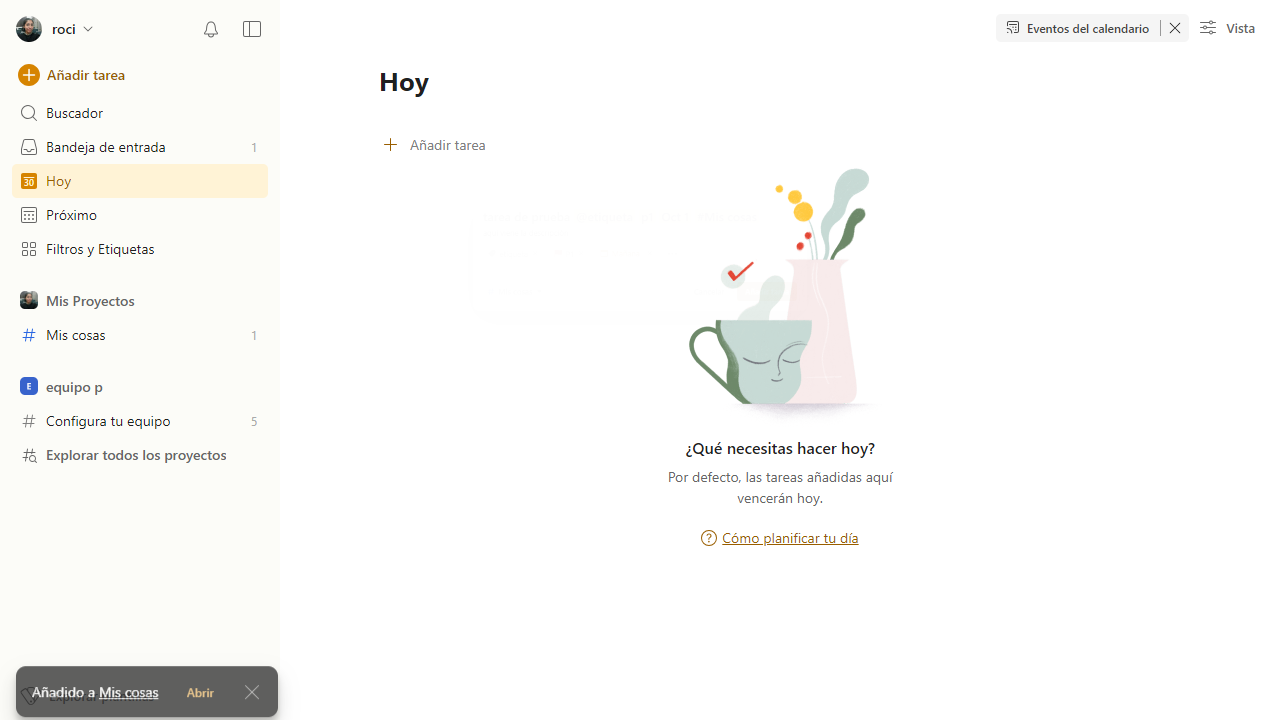 roci
Añadir tarea
Buscador
Bandeja de entrada 1
30 Hoy
Próximo
Filtros y Etiquetas
Mis Proyectos
Mis cosas 1
E equipo p
Configura tu equipo 5
Explorar todos los proyectos
Añadido a Mis cosas Abrir
Eventos del calendario Vista
Hoy
Añadir tarea
¿Qué necesitas hacer hoy?
Por defecto, las tareas añadidas aquí
vencerán hoy.
Cómo planificar tu día